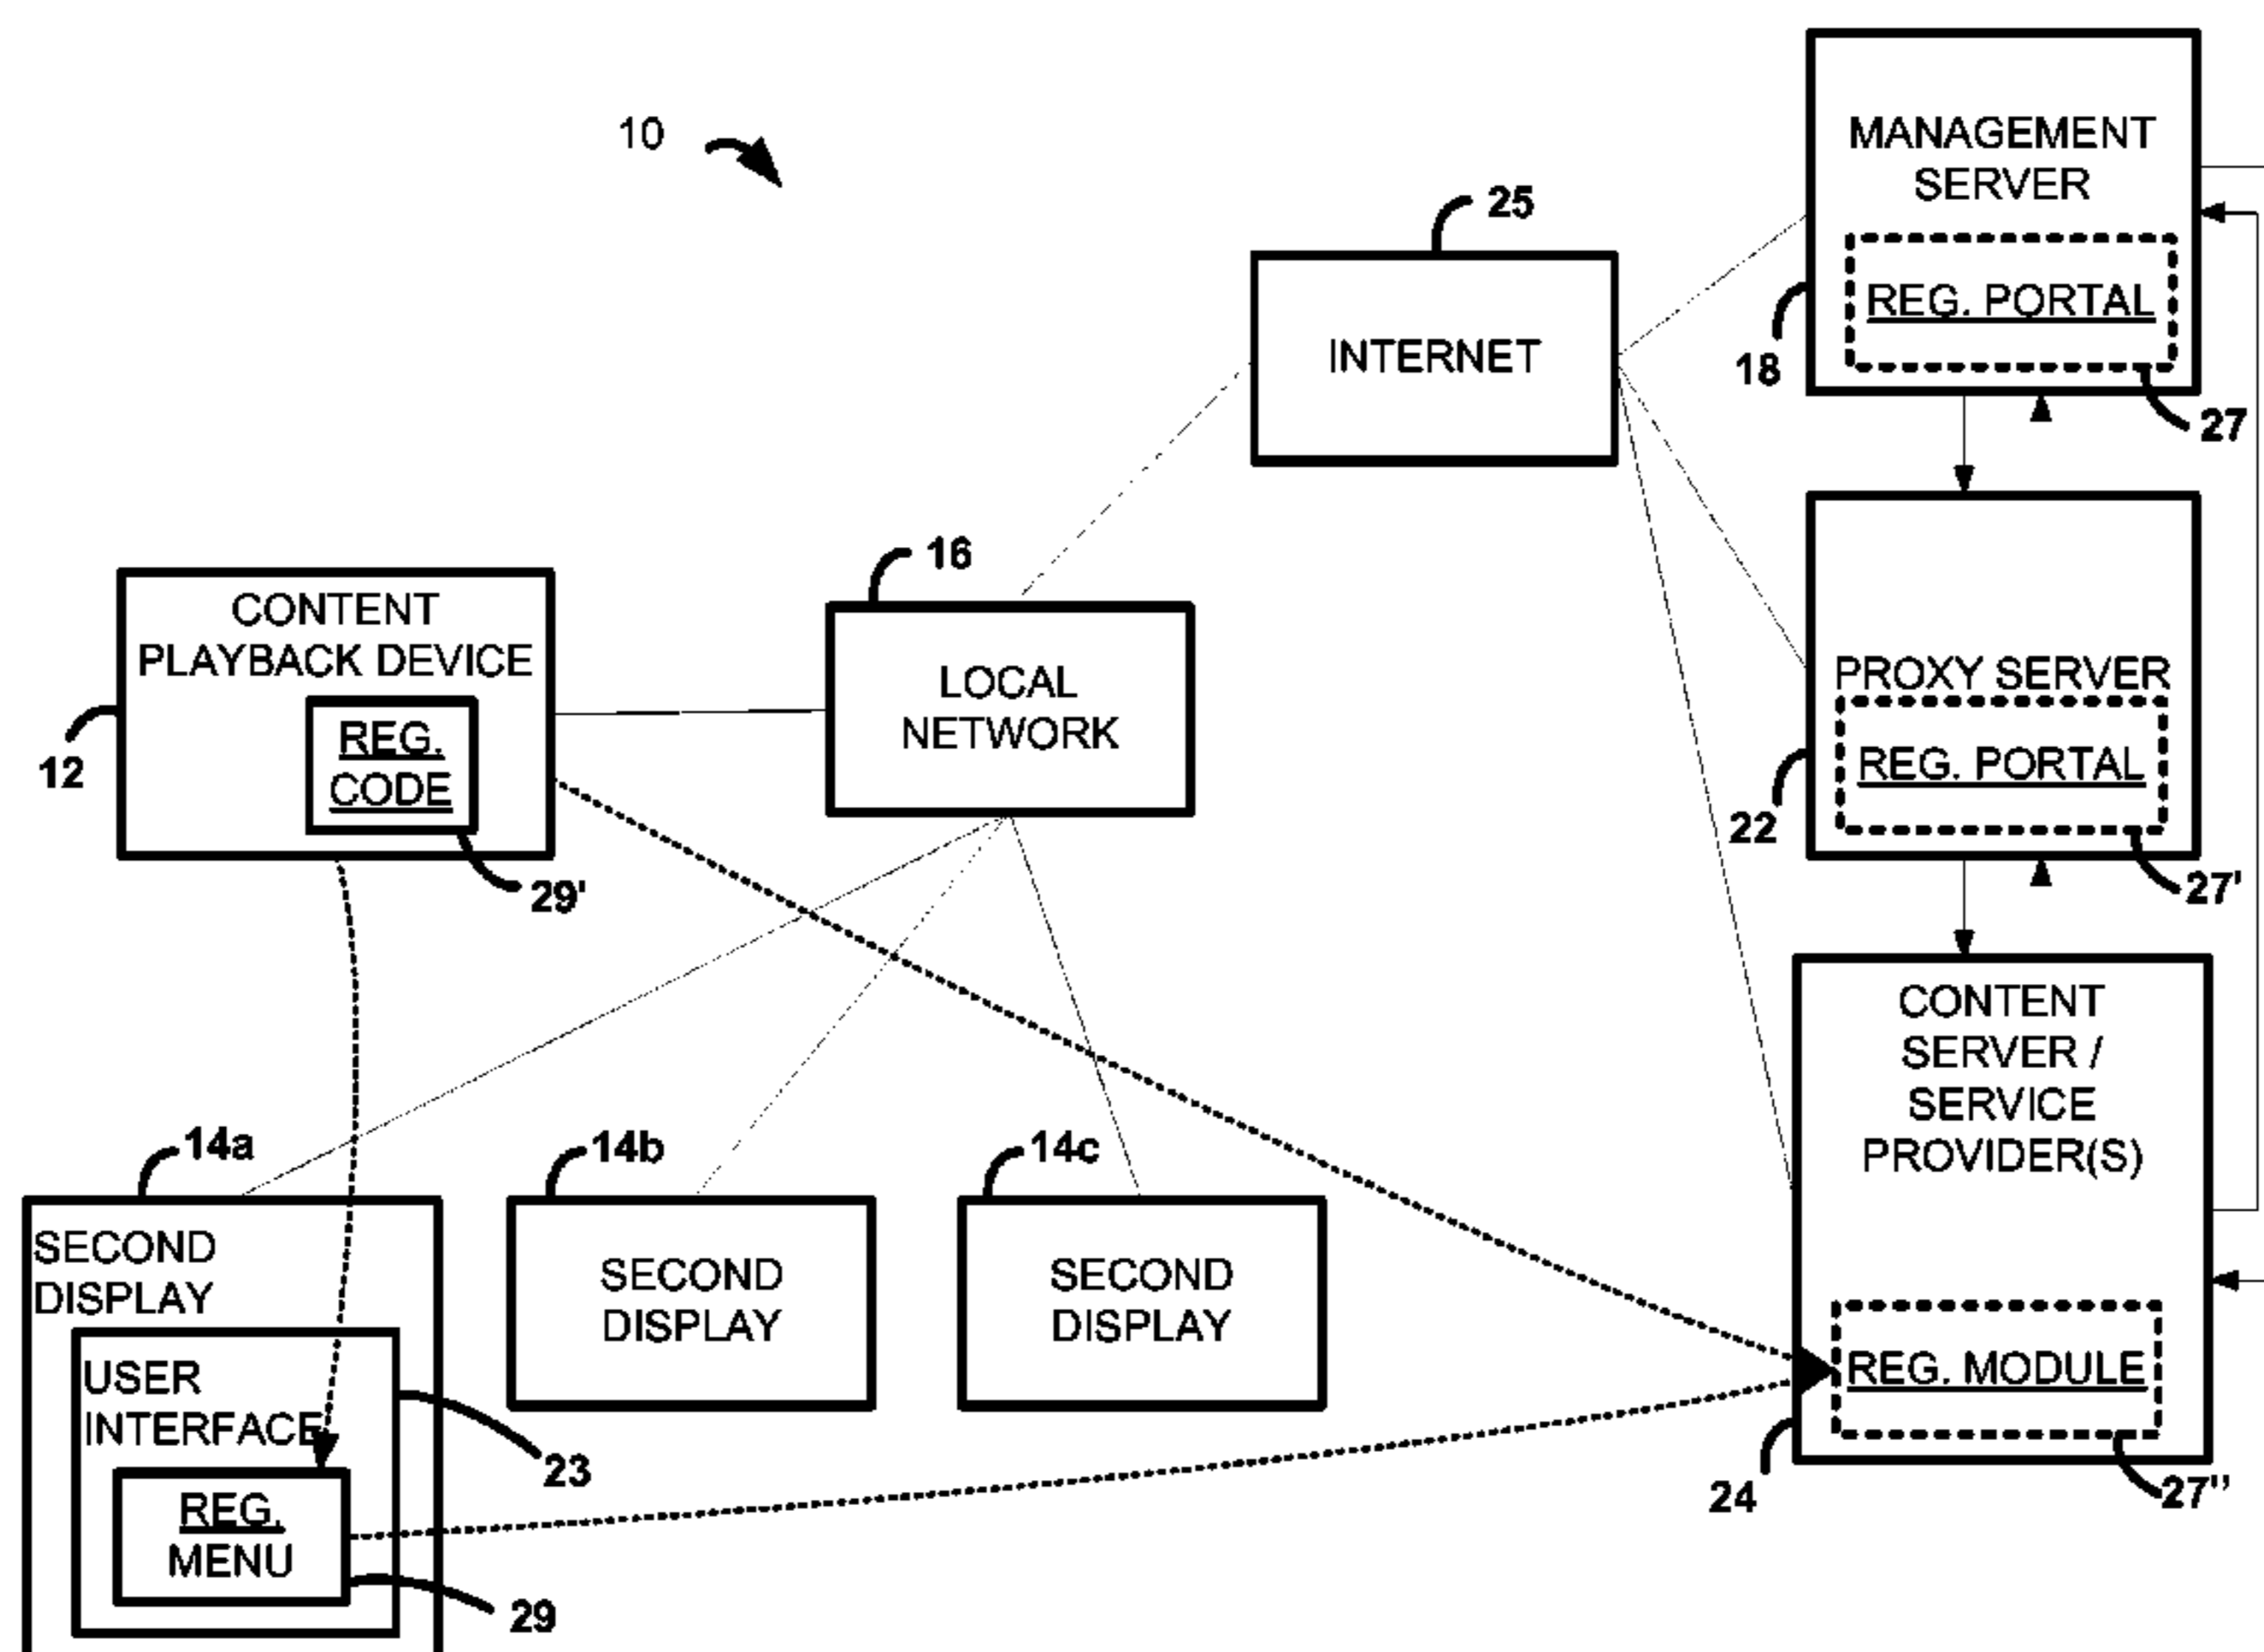 10
MANAGEMENT
SERVER
REG. PORTAL
18
27
25
INTERNET
PROXY SERVER
REG. PORTAL
22
27'
16
LOCAL
NETWORK
CONTENT
PLAYBACK DEVICE
REG.
CODE
12
29'
CONTENT
SERVER /
SERVICE
PROVIDER(S)
REG. MODULE
24
27''
14a
SECOND
DISPLAY
USER
INTERFACE
REG.
MENU
23
29
14b
SECOND
DISPLAY
14c
SECOND
DISPLAY